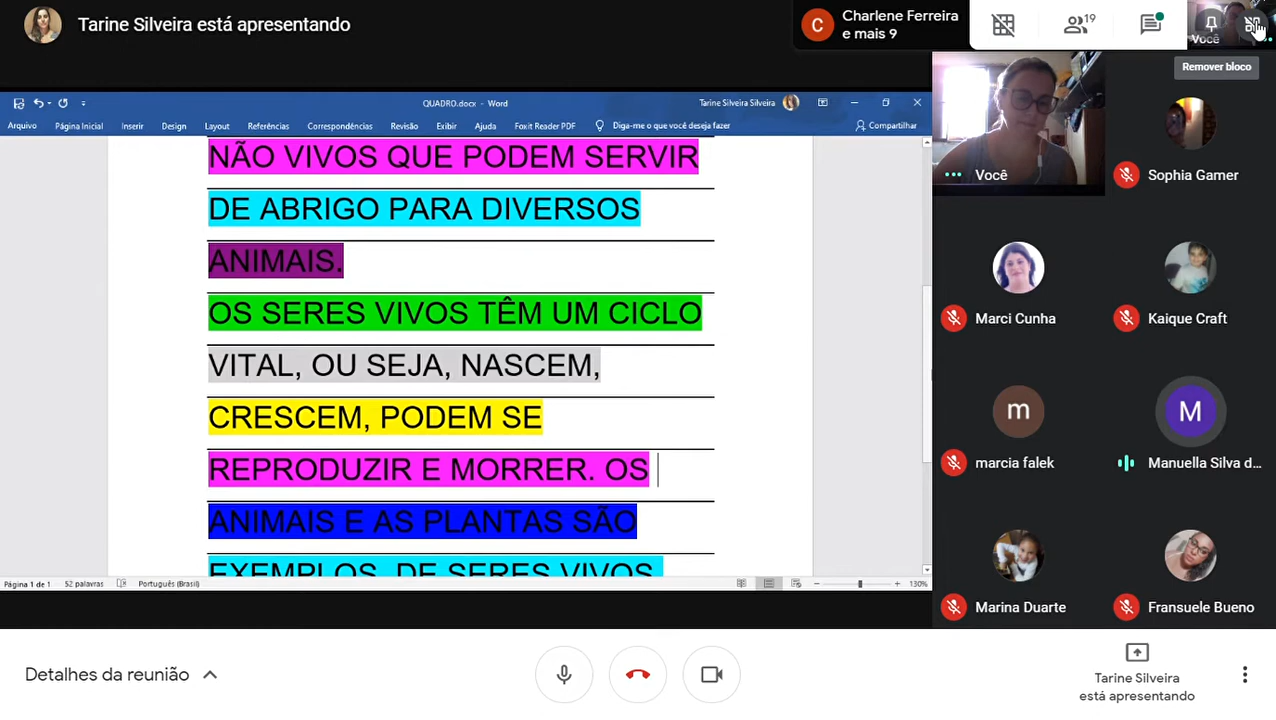 Tarine Silveira está apresentando
C
Charlene Ferreira
e mais 9
19
Você
Remover bloco
QUADRO.docx - Word
Tarine Silveira Silveira
Arquivo
Página Inicial
Inserir
Design
Layout
Referências
Correspondências
Revisão
Exibir
Ajuda
Foxit Reader PDF
Diga-me o que você deseja fazer
Compartilhar
NÃO VIVOS QUE PODEM SERVIR
DE ABRIGO PARA DIVERSOS
ANIMAIS.
OS SERES VIVOS TÊM UM CICLO
VITAL, OU SEJA, NASCEM,
CRESCEM, PODEM SE
REPRODUZIR E MORRER. OS
ANIMAIS E AS PLANTAS SÃO
EXEMPLOS DE SERES VIVOS.
Página 1 de 1
52 palavras
Português (Brasil)
130%
Você
Sophia Gamer
Marci Cunha
Kaique Craft
m
marcia falek
M
Manuella Silva d...
Marina Duarte
Fransuele Bueno
Detalhes da reunião
Tarine Silveira
está apresentando